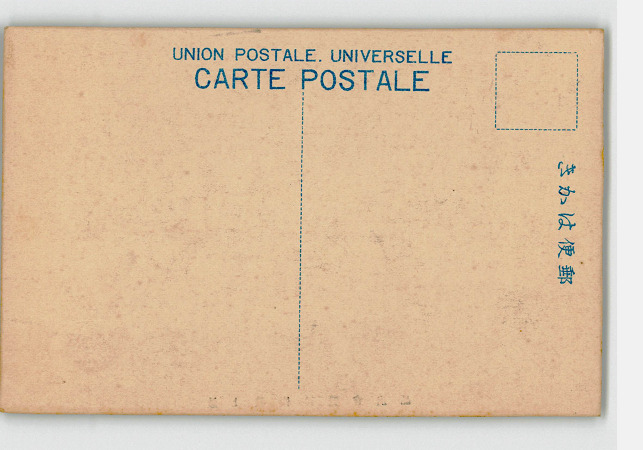 UNION POSTALE. UNIVERSELLE
CARTE POSTALE
郵便はかき